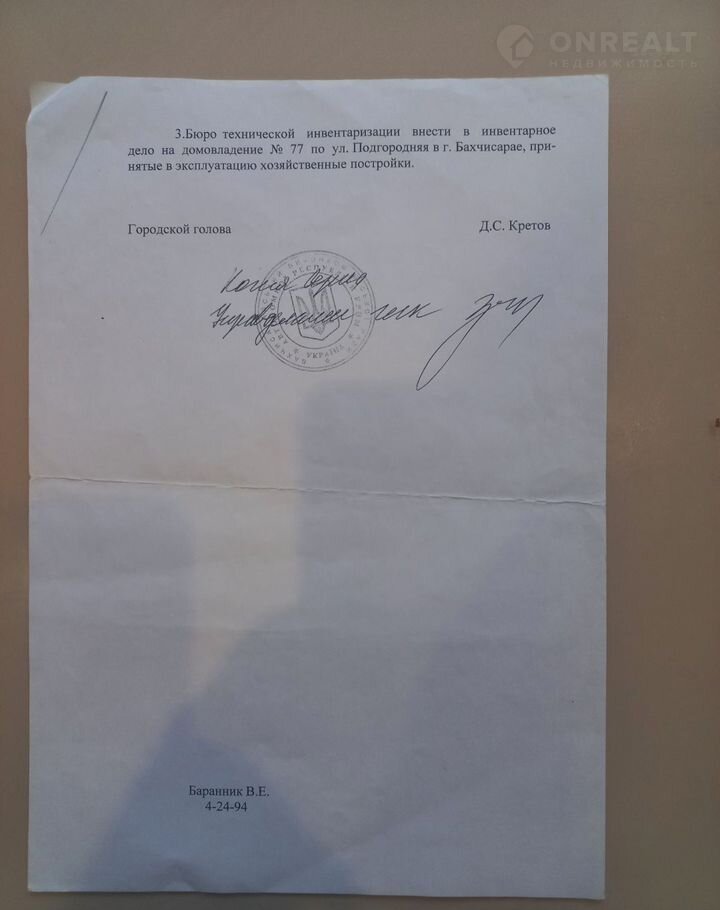 ONREALT
НЕДВИЖИМОСТЬ
3.Бюро технической инвентаризации внести в инвентарное
дело на домовладение № 77 по ул. Подгородняя в г. Бахчисарае, при-
нятые в эксплуатацию хозяйственные постройки.
Городской голова Д.С. Кретов
Копия верна
Управляющий
УКРАЇНА
Баранник В.Е.
4-24-94